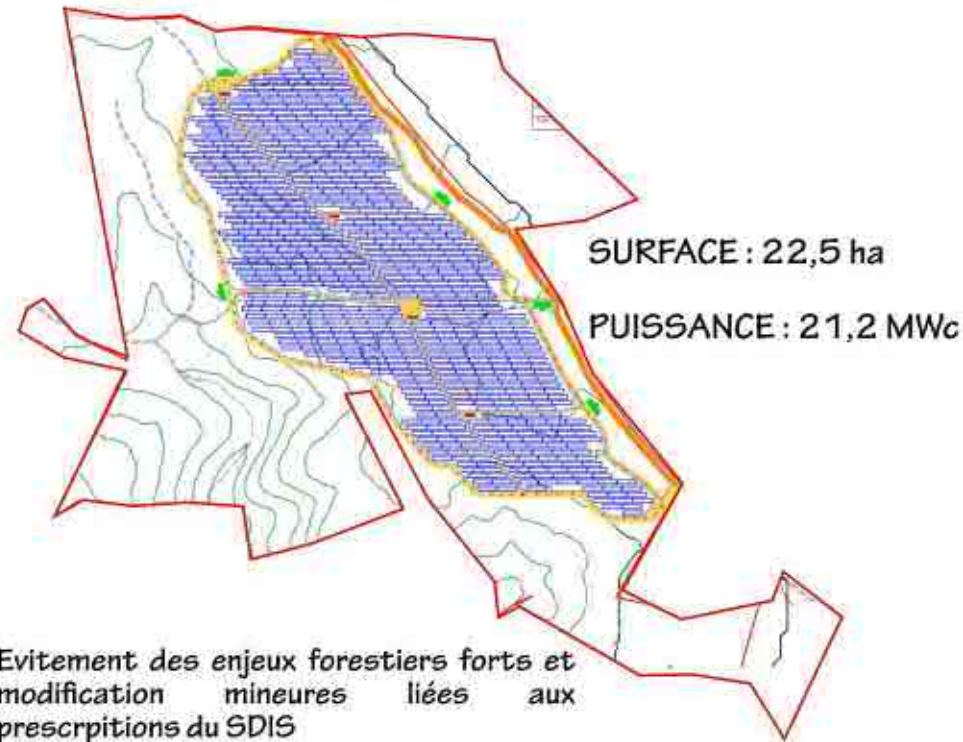 SURFACE : 22,5 ha
PUISSANCE : 21,2 MWc
Evitement des enjeux forestiers forts et
modification mineures liées aux
prescrpitions du SDIS